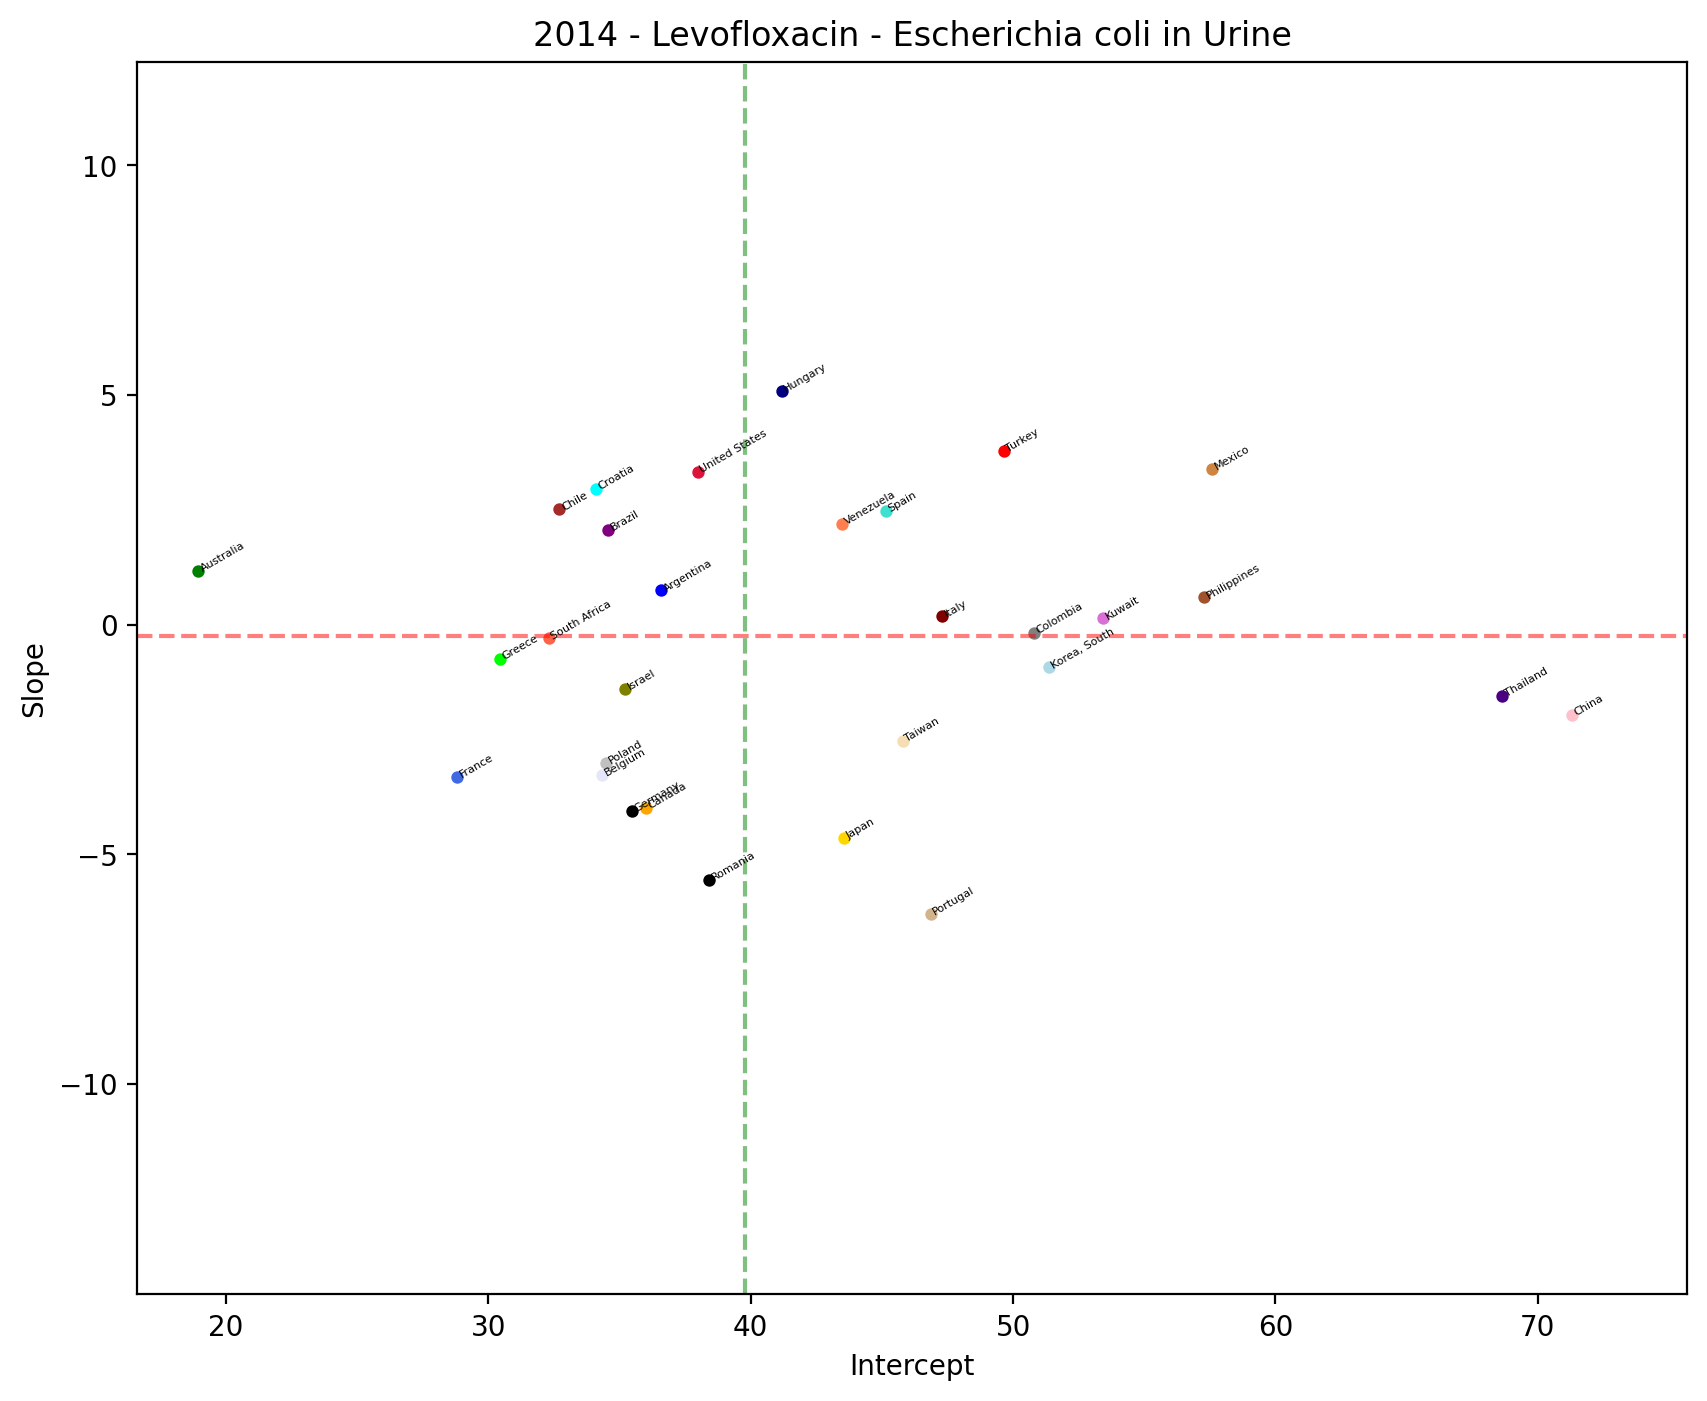 2014 - Levofloxacin - Escherichia coli in Urine
10
5
0
−5
−10
Slope
Hungary
Turkey
United States
Mexico
Croatia
Chile
Spain
Venezuela
Brazil
Australia
Argentina
Philippines
Italy
Kuwait
Colombia
South Africa
Greece
Korea, South
Israel
Thailand
China
Taiwan
Poland
Belgium
France
Germany
Canada
Japan
Romania
Portugal
20
30
40
50
60
70
Intercept